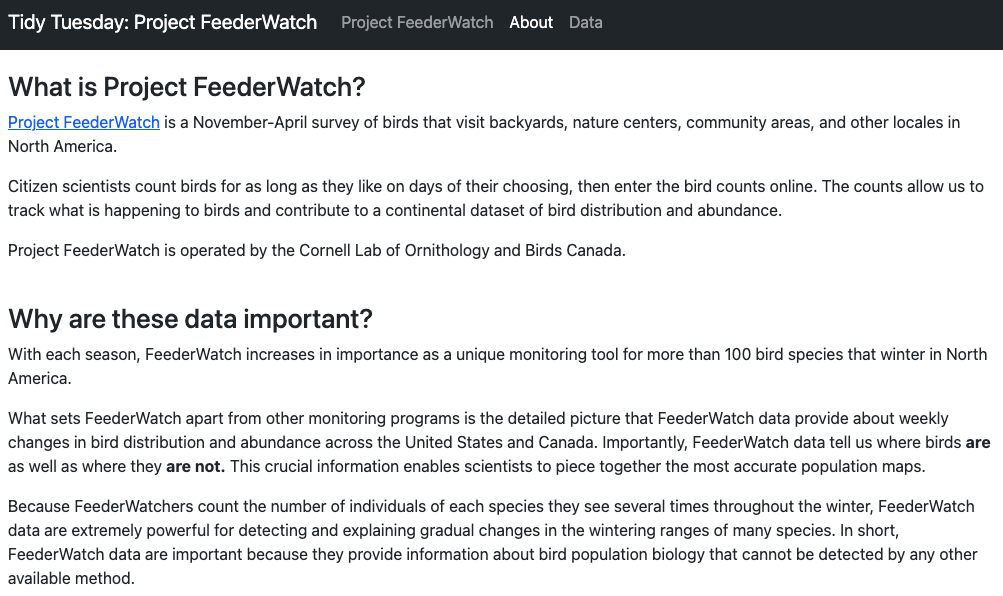 Tidy Tuesday: Project FeederWatch Project FeederWatch About Data
What is Project FeederWatch?
Project FeederWatch is a November-April survey of birds that visit backyards, nature centers, community areas, and other locales in
North America.
Citizen scientists count birds for as long as they like on days of their choosing, then enter the bird counts online. The counts allow us to
track what is happening to birds and contribute to a continental dataset of bird distribution and abundance.
Project FeederWatch is operated by the Cornell Lab of Ornithology and Birds Canada.
Why are these data important?
With each season, FeederWatch increases in importance as a unique monitoring tool for more than 100 bird species that winter in North
America.
What sets FeederWatch apart from other monitoring programs is the detailed picture that FeederWatch data provide about weekly
changes in bird distribution and abundance across the United States and Canada. Importantly, FeederWatch data tell us where birds are
as well as where they are not. This crucial information enables scientists to piece together the most accurate population maps.
Because FeederWatchers count the number of individuals of each species they see several times throughout the winter, FeederWatch
data are extremely powerful for detecting and explaining gradual changes in the wintering ranges of many species. In short,
FeederWatch data are important because they provide information about bird population biology that cannot be detected by any other
available method.